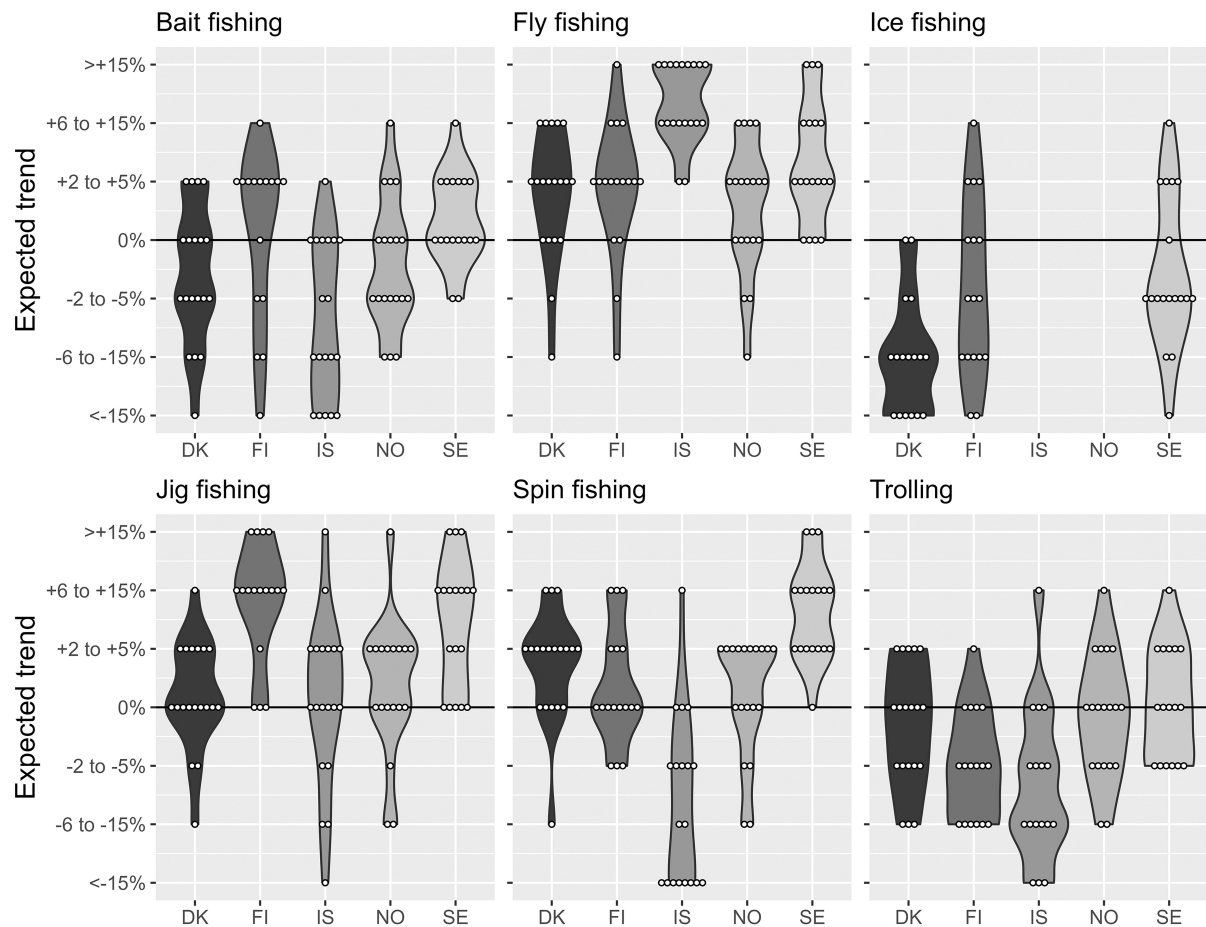 Bait fishing
Fly fishing
Ice fishing
Expected trend
>+15%
+6 to +15%
+2 to +5%
0%
-2 to -5%
-6 to -15%
<-15%
DK FI IS NO SE
DK FI IS NO SE
DK FI IS NO SE
Jig fishing
Spin fishing
Trolling
Expected trend
>+15%
+6 to +15%
+2 to +5%
0%
-2 to -5%
-6 to -15%
<-15%
DK FI IS NO SE
DK FI IS NO SE
DK FI IS NO SE